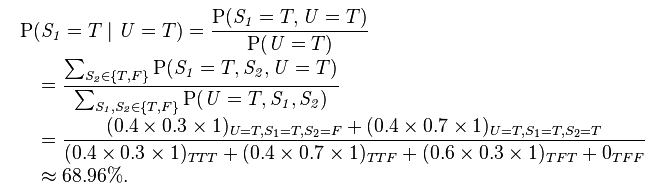 P(S₁ = T | U = T) = P(S₁ = T, U = T) / P(U = T)
= ∑_{S₂∈{T,F}} P(S₁ = T, S₂, U = T) / ∑_{S₁,S₂∈{T,F}} P(U = T, S₁, S₂)
= (0.4 × 0.3 × 1)_{U=T,S₁=T,S₂=F} + (0.4 × 0.7 × 1)_{U=T,S₁=T,S₂=T} / (0.4 × 0.3 × 1)_{TTT} + (0.4 × 0.7 × 1)_{TTF} + (0.6 × 0.3 × 1)_{TFT} + 0_{TFF}
≈ 68.96%.